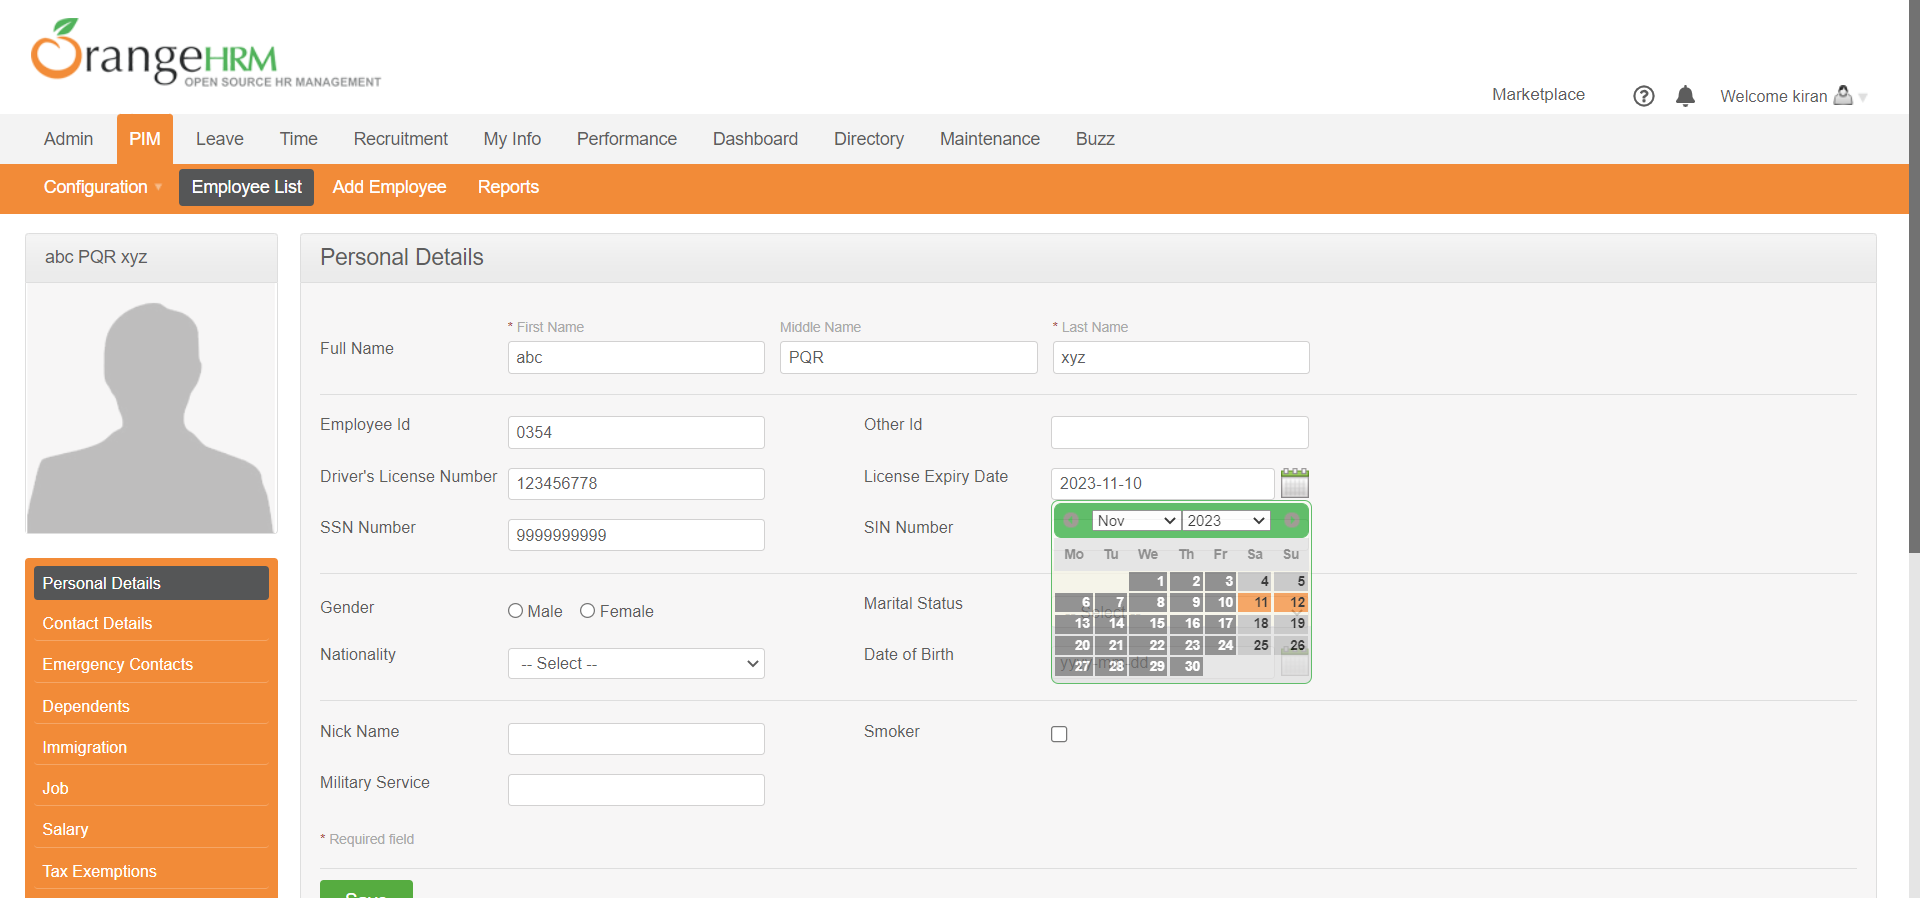 OrangeHRM
OPEN SOURCE HR MANAGEMENT
Marketplace
Welcome kiran
Admin PIM Leave Time Recruitment My Info Performance Dashboard Directory Maintenance Buzz
Configuration Employee List Add Employee Reports
abc PQR xyz
Personal Details
* First Name Middle Name * Last Name
Full Name abc PQR xyz
Employee Id 0354 Other Id
Driver's License Number 123456778 License Expiry Date 2023-11-10
SSN Number 9999999999 SIN Number
Nov 2023
Mo Tu We Th Fr Sa Su
1 2 3 4 5
6 7 8 9 10 11 12
13 14 15 16 17 18 19
20 21 22 23 24 25 26
27 28 29 30
Gender Male Female Marital Status -- Select --
Nationality -- Select -- Date of Birth yyyy-mm-dd
Nick Name Smoker
Military Service
* Required field
Save
Personal Details
Contact Details
Emergency Contacts
Dependents
Immigration
Job
Salary
Tax Exemptions